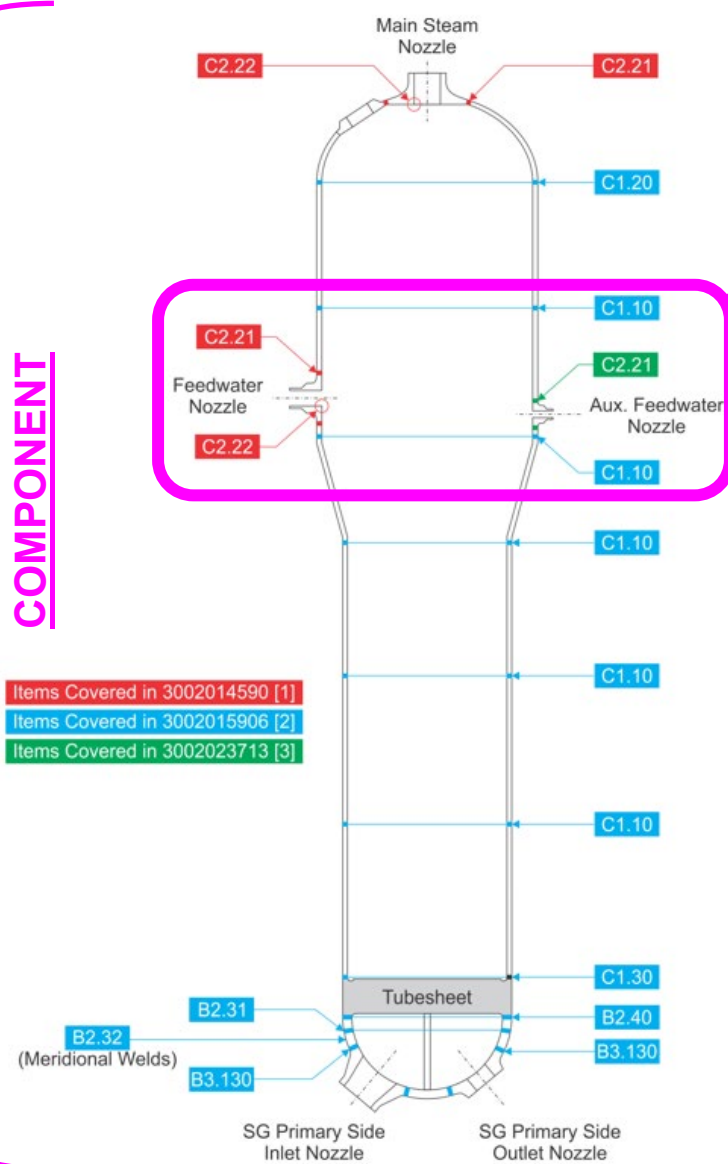 Main Steam
Nozzle
C2.22
C2.21
C1.20
C1.10
C2.21
C2.21
Feedwater
Nozzle
Aux. Feedwater
Nozzle
C2.22
C1.10
COMPONENT
C1.10
C1.10
Items Covered in 3002014590 [1]
Items Covered in 3002015906 [2]
Items Covered in 3002023713 [3]
C1.10
C1.30
Tubesheet
B2.31
B2.40
B2.32
(Meridional Welds)
B3.130
B3.130
SG Primary Side
Inlet Nozzle
SG Primary Side
Outlet Nozzle